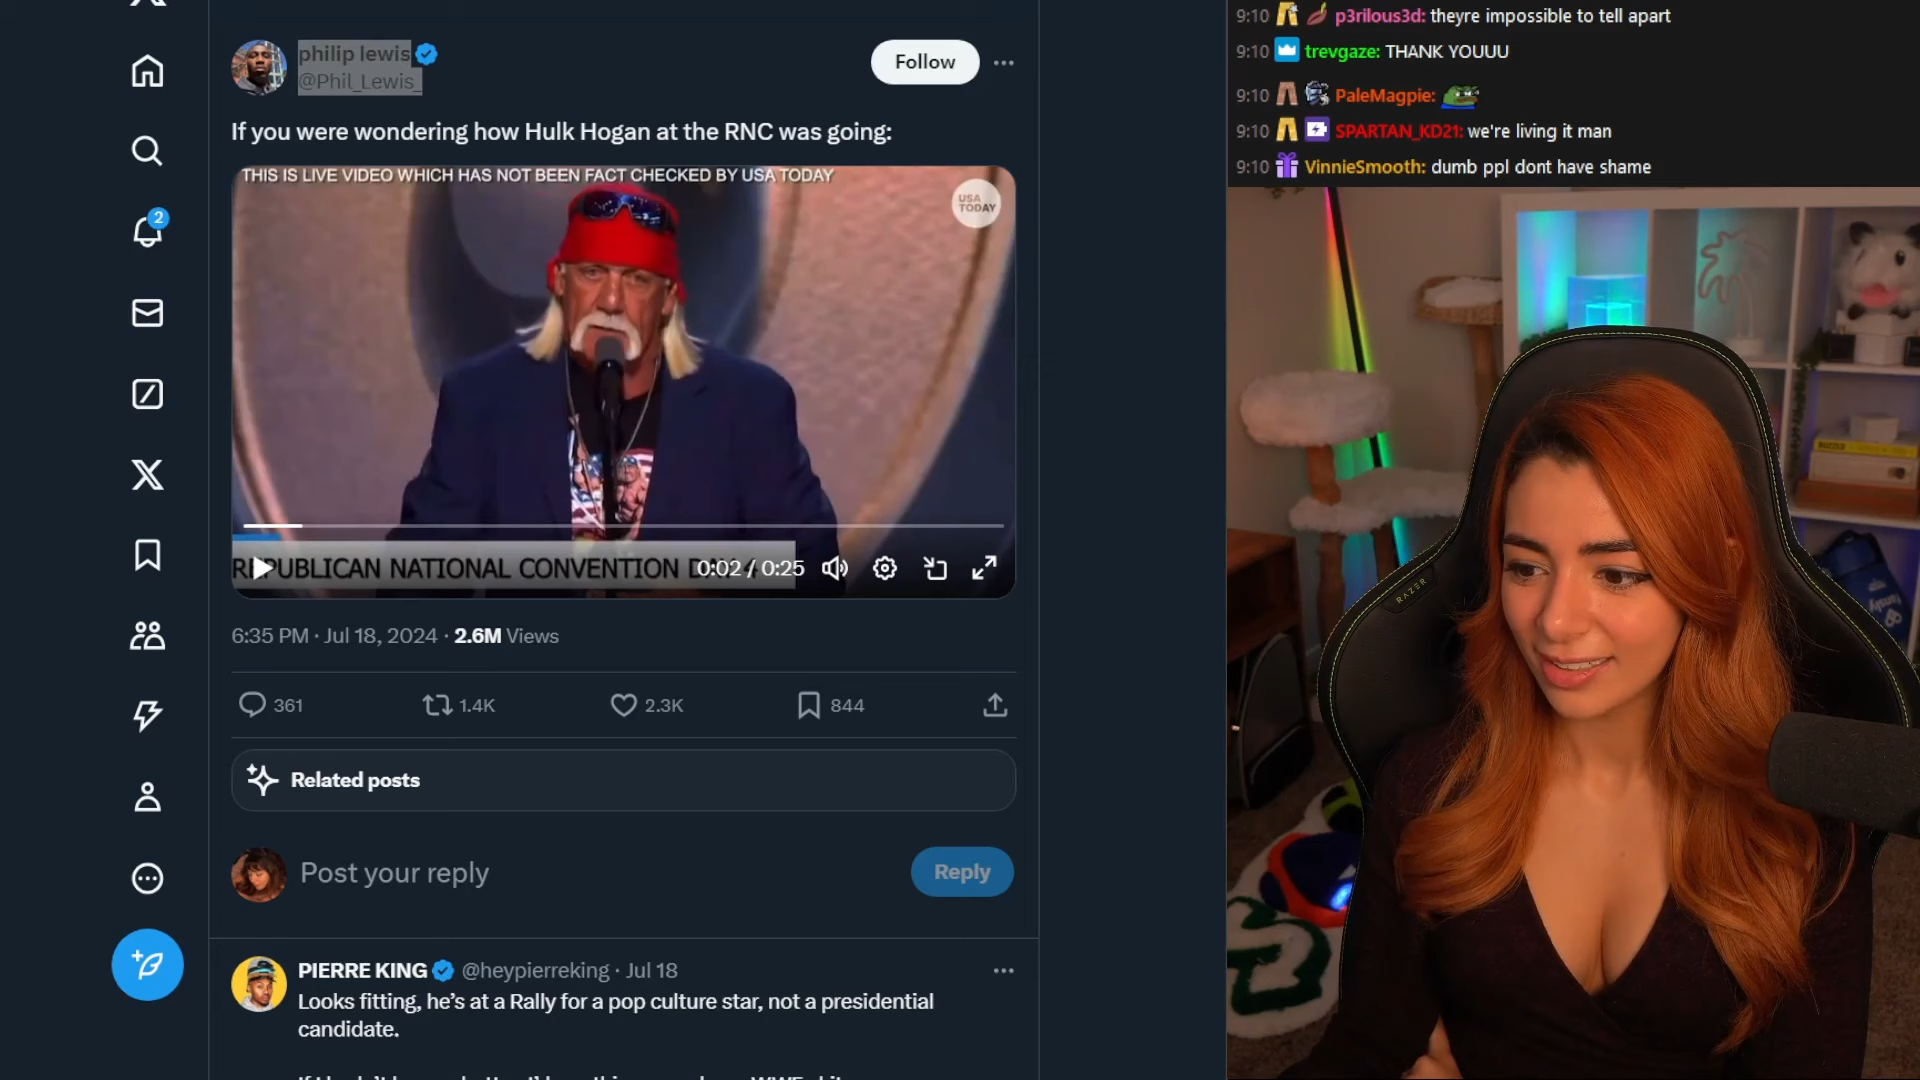 philip lewis
@Phil_Lewis_
Follow
If you were wondering how Hulk Hogan at the RNC was going:
THIS IS LIVE VIDEO WHICH HAS NOT BEEN FACT CHECKED BY USA TODAY
USA
TODAY
REPUBLICAN NATIONAL CONVENTION DAY 4
0:02 / 0:25
6:35 PM · Jul 18, 2024 · 2.6M Views
361
1.4K
2.3K
844
Related posts
Post your reply
Reply
PIERRE KING @heypierreking · Jul 18
Looks fitting, he's at a Rally for a pop culture star, not a presidential
candidate.
2
9:10 p3rilous3d: theyre impossible to tell apart
9:10 trevgaze: THANK YOUUU
9:10 PaleMagpie:
9:10 SPARTAN_KD21: we're living it man
9:10 VinnieSmooth: dumb ppl dont have shame
RAZER